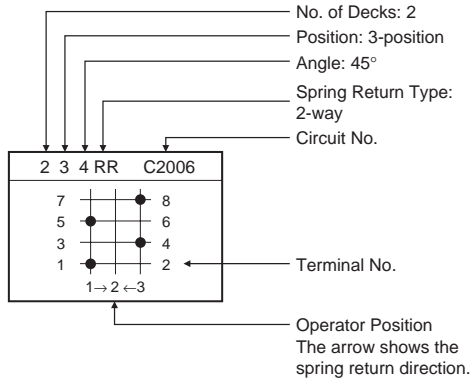 No. of Decks: 2
Position: 3-position
Angle: 45°
Spring Return Type:
2-way
Circuit No.
2 3 4 RR C2006
7 8
5 6
3 4
1 2
Terminal No.
1→2←3
Operator Position
The arrow shows the
spring return direction.